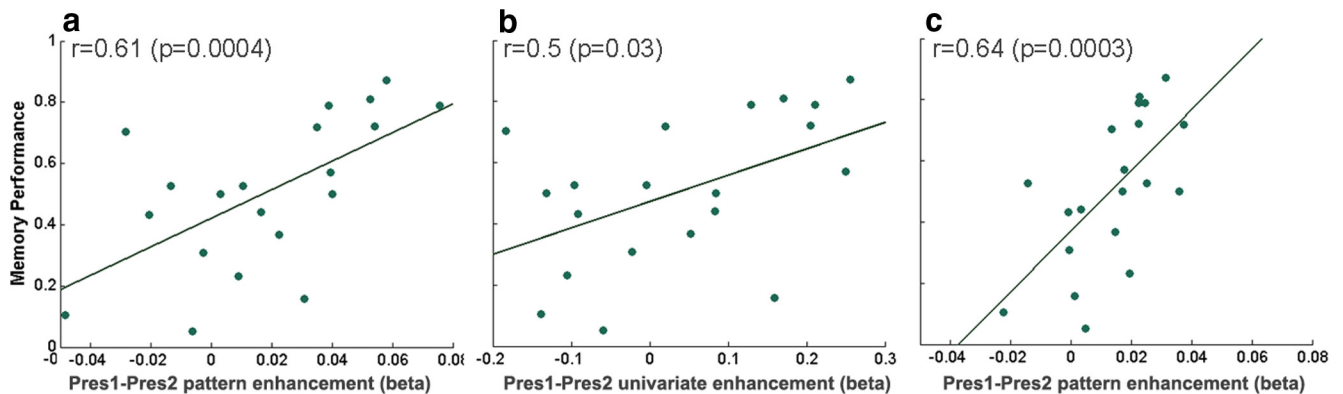 a b c
r=0.61 (p=0.0004) r=0.5 (p=0.03) r=0.64 (p=0.0003)
Memory Performance
1
0.8
0.6
0.4
0.2
0
-0 -0.04 -0.02 0 0.02 0.04 0.06 0.08 -0.2 -0.1 0 0.1 0.2 0.3 -0.04 -0.02 0 0.02 0.04 0.06 0.08
Pres1-Pres2 pattern enhancement (beta) Pres1-Pres2 univariate enhancement (beta) Pres1-Pres2 pattern enhancement (beta)